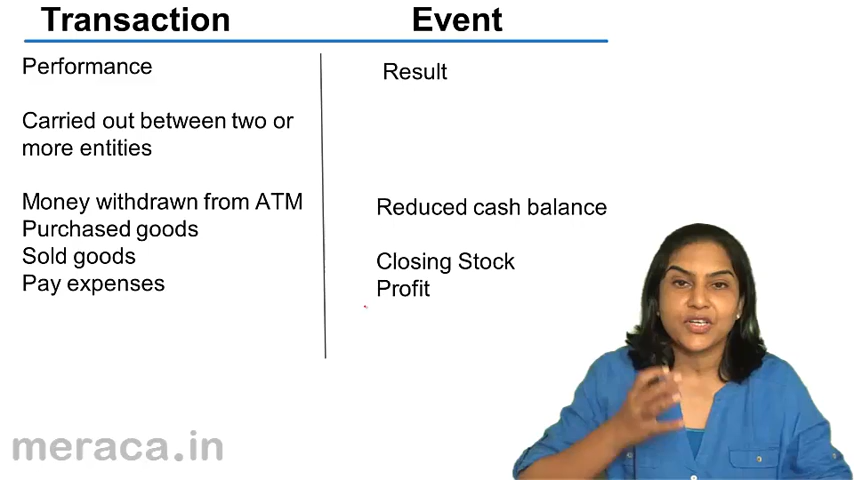 Transaction
Event
Performance
Result
Carried out between two or
more entities
Money withdrawn from ATM
Reduced cash balance
Purchased goods
Sold goods
Closing Stock
Pay expenses
Profit
meraca.in